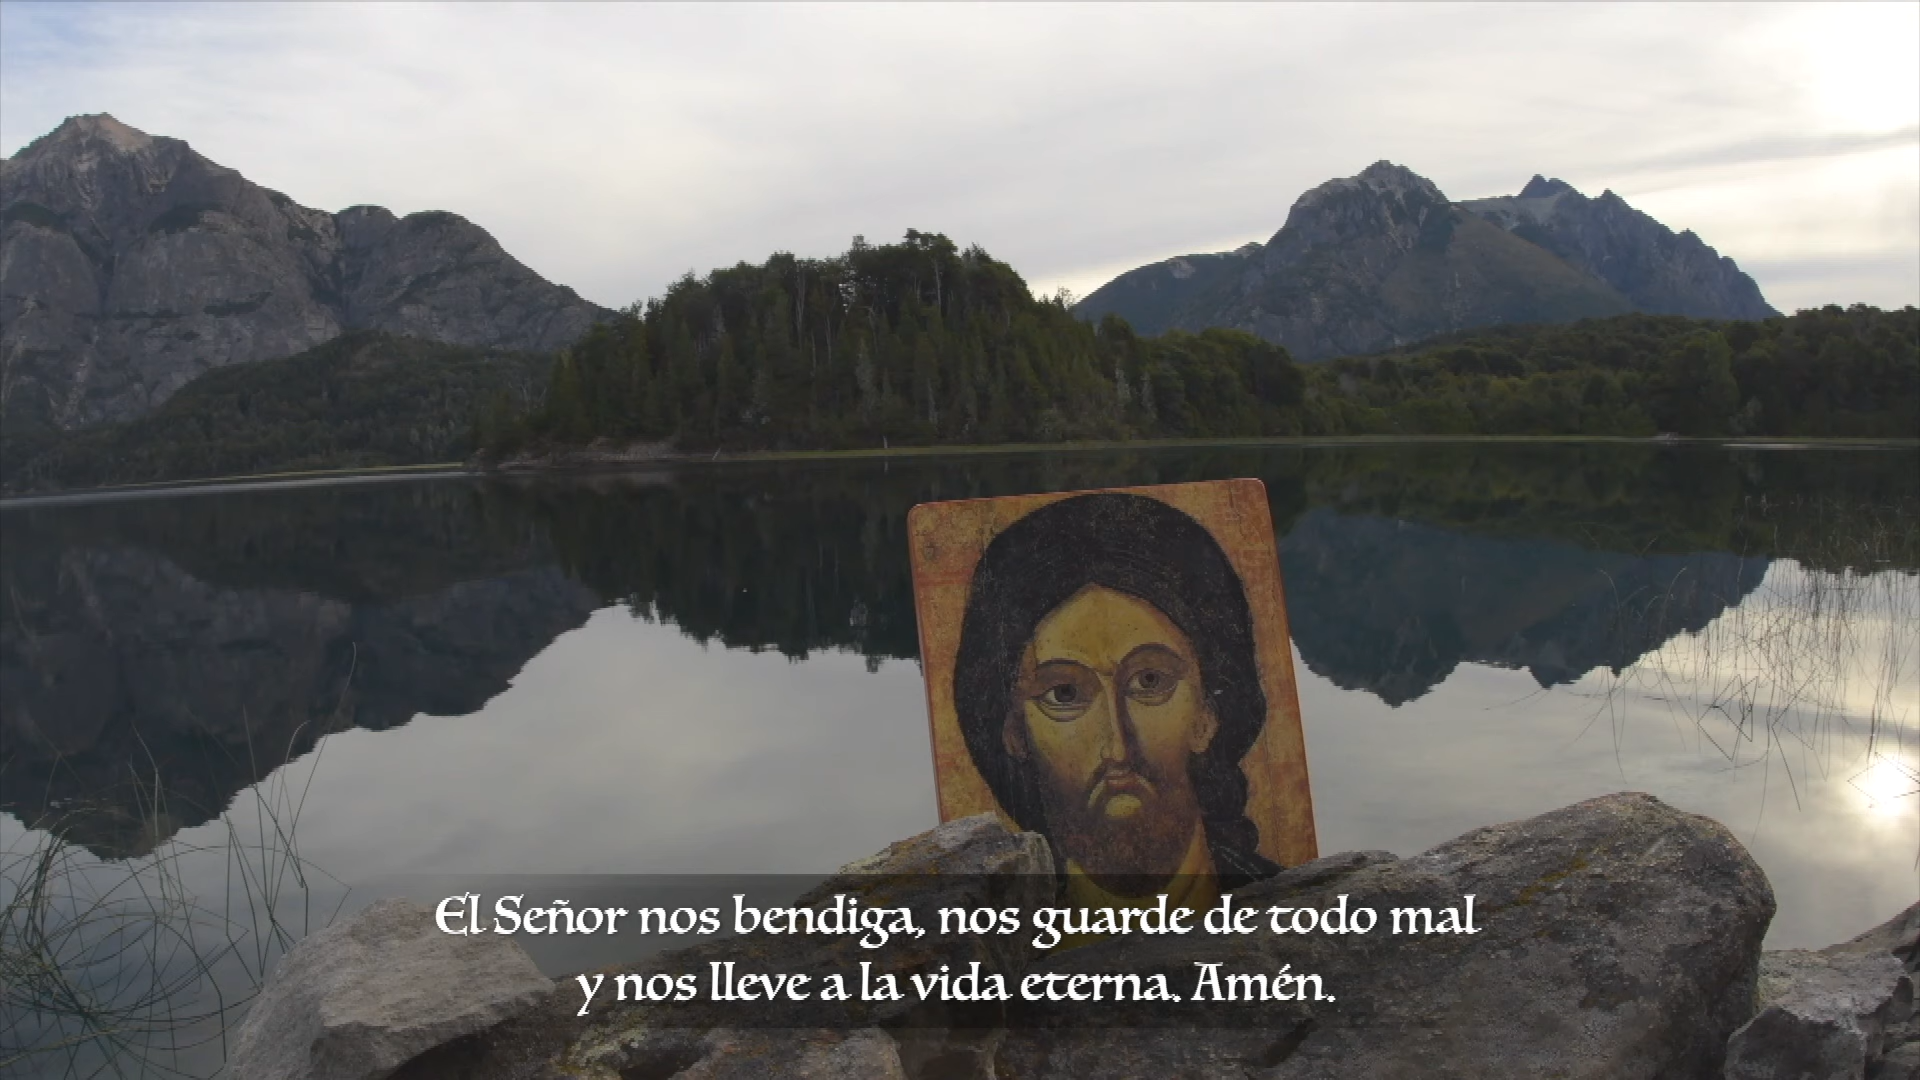 El Señor nos bendiga, nos guarde de todo mal
y nos lleve a la vida eterna. Amén.